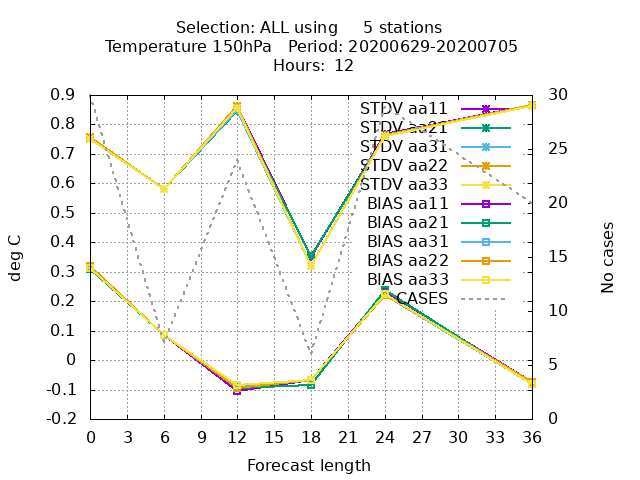 Selection: ALL using     5 stations
Temperature 150hPa   Period: 20200629-20200705
Hours:  12
0.9
0.8
0.7
0.6
0.5
0.4
0.3
0.2
0.1
0
-0.1
-0.2
deg C
STDV aa11
STDV aa21
STDV aa31
STDV aa22
STDV aa33
BIAS aa11
BIAS aa21
BIAS aa31
BIAS aa22
BIAS aa33
CASES
30
25
20
15
10
5
0
No cases
0 3 6 9 12 15 18 21 24 27 30 33 36
Forecast length